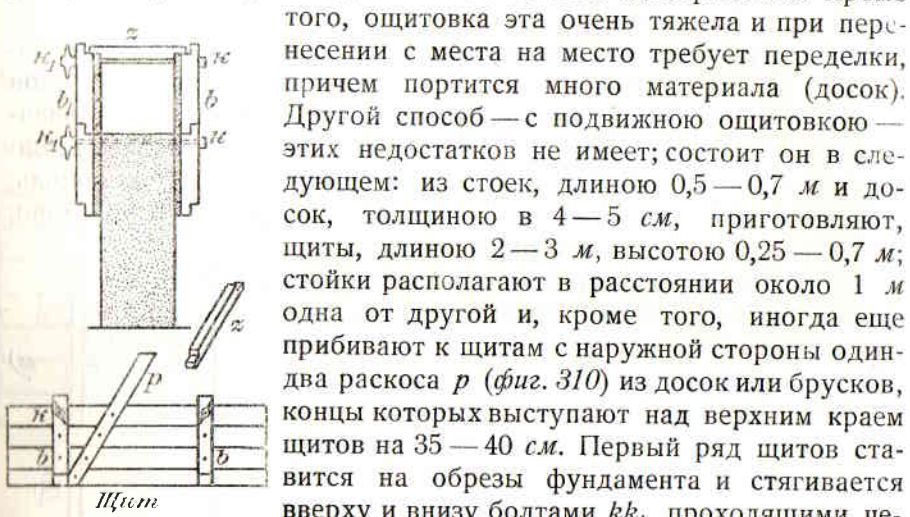 того, ощитовка эта очень тяжела и при пере-
несении с места на место требует переделки,
причем портится много материала (досок).
Другой способ — с подвижною ощитовкою —
этих недостатков не имеет; состоит он в сле-
дующем: из стоек, длиною 0,5 — 0,7 м и до-
сок, толщиною в 4 — 5 см, приготовляют,
щиты, длиною 2 — 3 м, высотою 0,25 — 0,7 м;
стойки располагают в расстоянии около 1 м
одна от другой и, кроме того, иногда еще
прибивают к щитам с наружной стороны один-
два раскоса p (фиг. 310) из досок или брусков,
концы которых выступают над верхним краем
щитов на 35 — 40 см. Первый ряд щитов ста-
вится на обрезы фундамента и стягивается
вверху и внизу болтами kk, проходящими че-
z
к₁ к
b₁ b
к₁ к
z
p
к
b b
Щит